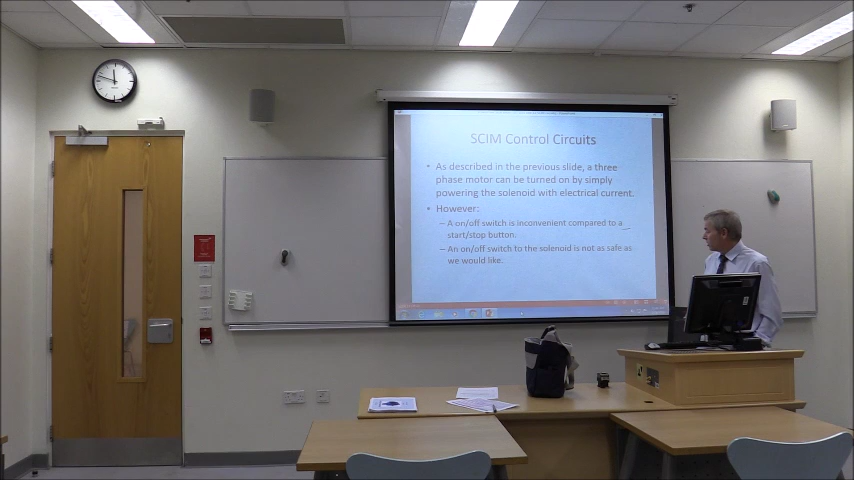 SCIM Control Circuits
• As described in the previous slide, a three
phase motor can be turned on by simply
powering the solenoid with electrical current.
• However:
– A on/off switch is inconvenient compared to a
start/stop button.
– An on/off switch to the solenoid is not as safe as
we would like.